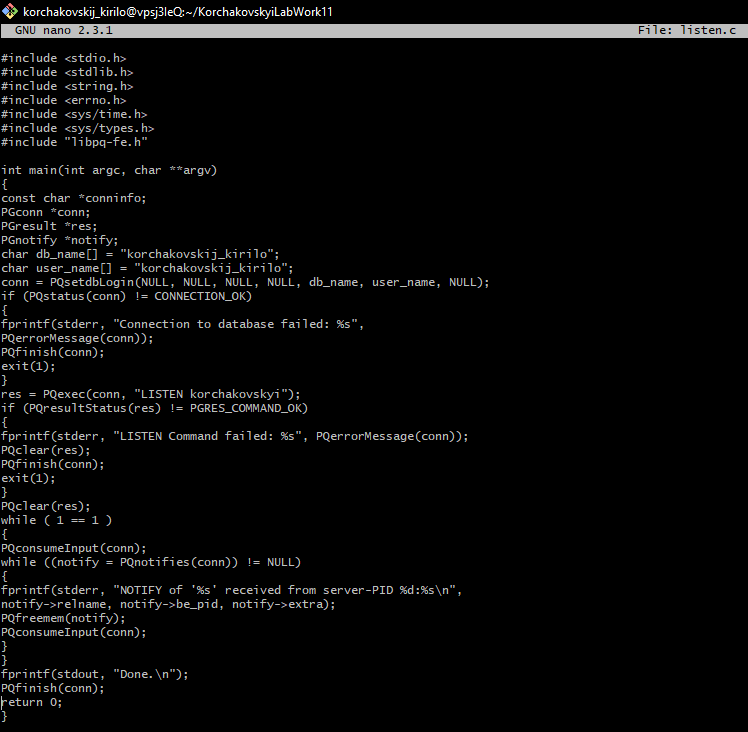 korchakovskij_kirilo@vpsj3IeQ:~/KorchakovskyiLabWork11
GNU nano 2.3.1 File: listen.c
#include <stdio.h>
#include <stdlib.h>
#include <string.h>
#include <errno.h>
#include <sys/time.h>
#include <sys/types.h>
#include "libpq-fe.h"
int main(int argc, char **argv)
{
const char *conninfo;
PGconn *conn;
PGresult *res;
PGnotify *notify;
char db_name[] = "korchakovskij_kirilo";
char user_name[] = "korchakovskij_kirilo";
conn = PQsetdbLogin(NULL, NULL, NULL, NULL, db_name, user_name, NULL);
if (PQstatus(conn) != CONNECTION_OK)
{
fprintf(stderr, "Connection to database failed: %s",
PQerrorMessage(conn));
PQfinish(conn);
exit(1);
}
res = PQexec(conn, "LISTEN korchakovskyi");
if (PQresultStatus(res) != PGRES_COMMAND_OK)
{
fprintf(stderr, "LISTEN Command failed: %s", PQerrorMessage(conn));
PQclear(res);
PQfinish(conn);
exit(1);
}
PQclear(res);
while ( 1 == 1 )
{
PQconsumeInput(conn);
while ((notify = PQnotifies(conn)) != NULL)
{
fprintf(stderr, "NOTIFY of '%s' received from server-PID %d:%s\n",
notify->relname, notify->be_pid, notify->extra);
PQfreemem(notify);
PQconsumeInput(conn);
}
}
fprintf(stdout, "Done.\n");
PQfinish(conn);
return 0;
}